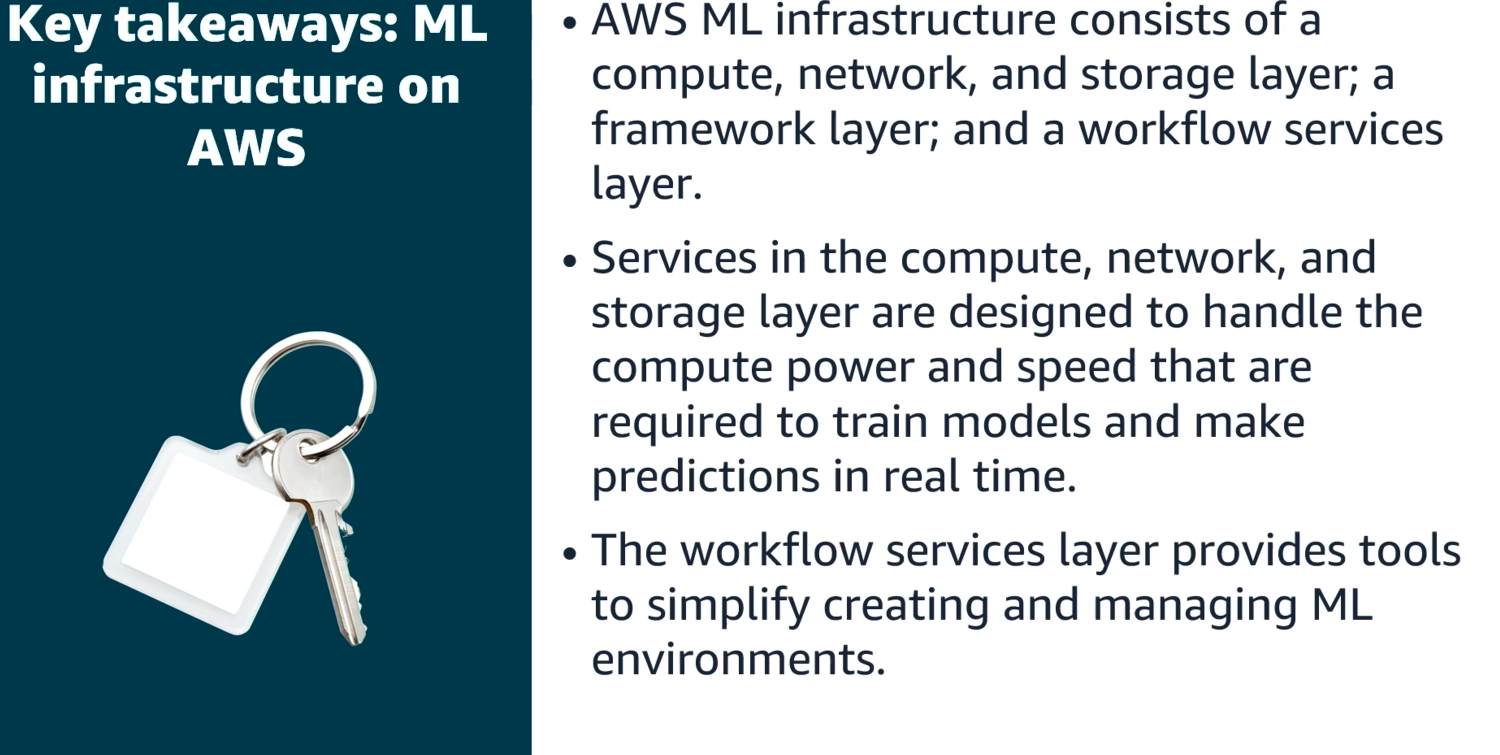 Key takeaways: ML
infrastructure on
AWS
• AWS ML infrastructure consists of a
compute, network, and storage layer; a
framework layer; and a workflow services
layer.
• Services in the compute, network, and
storage layer are designed to handle the
compute power and speed that are
required to train models and make
predictions in real time.
• The workflow services layer provides tools
to simplify creating and managing ML
environments.